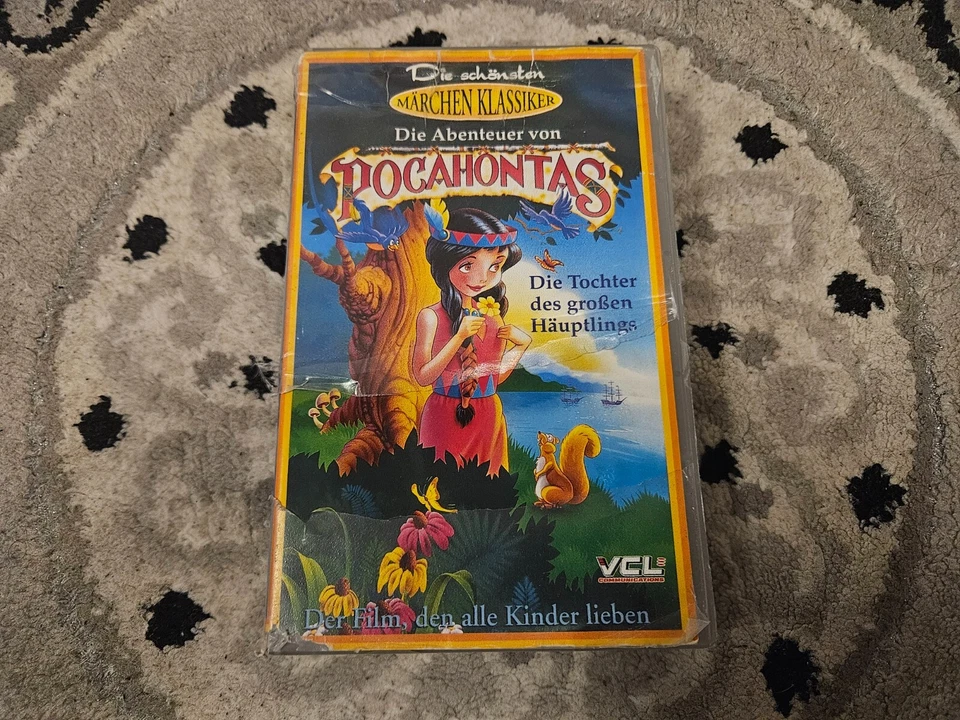 Die schönsten
MÄRCHEN KLASSIKER
Die Abenteuer von
POCAHONTAS
Die Tochter
des großen
Häuptlings
VCL
COMMUNICATIONS
Der Film, den alle Kinder lieben